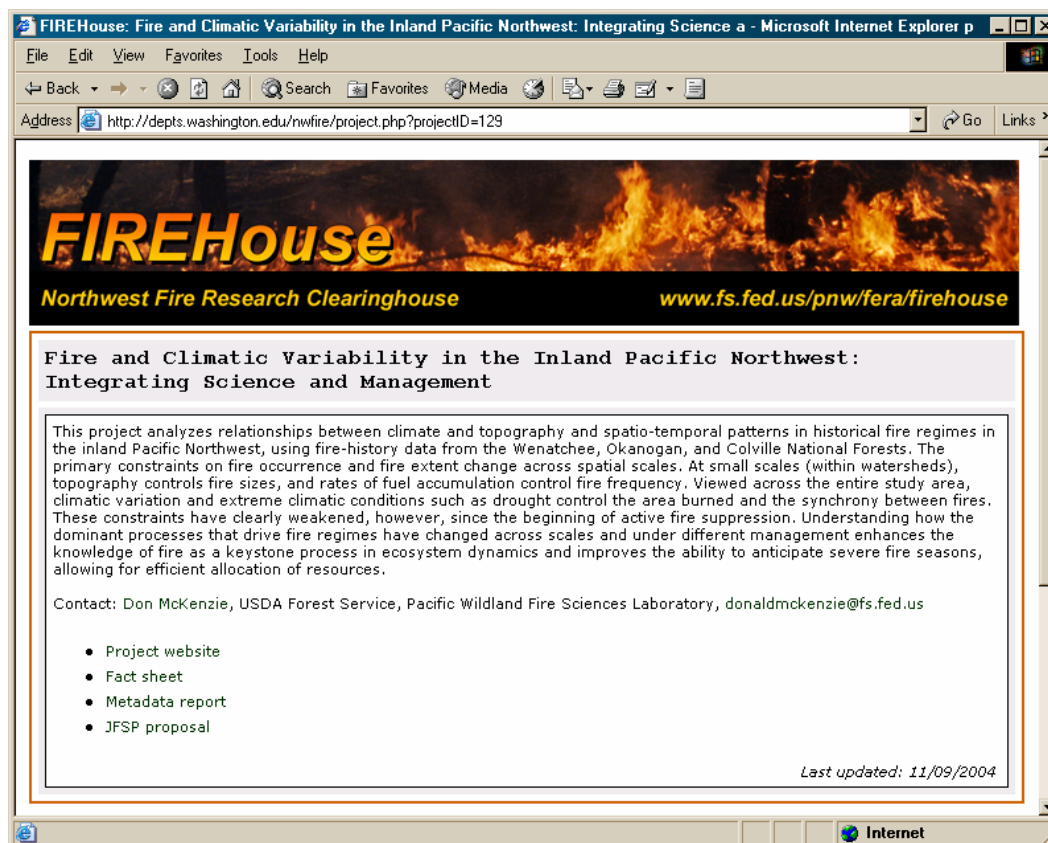 FIREHouse: Fire and Climatic Variability in the Inland Pacific Northwest: Integrating Science a - Microsoft Internet Explorer p
File Edit View Favorites Tools Help
Back Search Favorites Media
Address http://depts.washington.edu/nwfire/project.php?projectID=129 Go Links
FIREHouse
Northwest Fire Research Clearinghouse www.fs.fed.us/pnw/fera/firehouse
Fire and Climatic Variability in the Inland Pacific Northwest:
Integrating Science and Management
This project analyzes relationships between climate and topography and spatio-temporal patterns in historical fire regimes in
the inland Pacific Northwest, using fire-history data from the Wenatchee, Okanogan, and Colville National Forests. The
primary constraints on fire occurrence and fire extent change across spatial scales. At small scales (within watersheds),
topography controls fire sizes, and rates of fuel accumulation control fire frequency. Viewed across the entire study area,
climatic variation and extreme climatic conditions such as drought control the area burned and the synchrony between fires.
These constraints have clearly weakened, however, since the beginning of active fire suppression. Understanding how the
dominant processes that drive fire regimes have changed across scales and under different management enhances the
knowledge of fire as a keystone process in ecosystem dynamics and improves the ability to anticipate severe fire seasons,
allowing for efficient allocation of resources.
Contact: Don McKenzie, USDA Forest Service, Pacific Wildland Fire Sciences Laboratory, donaldmckenzie@fs.fed.us
• Project website
• Fact sheet
• Metadata report
• JFSP proposal
Last updated: 11/09/2004
Internet